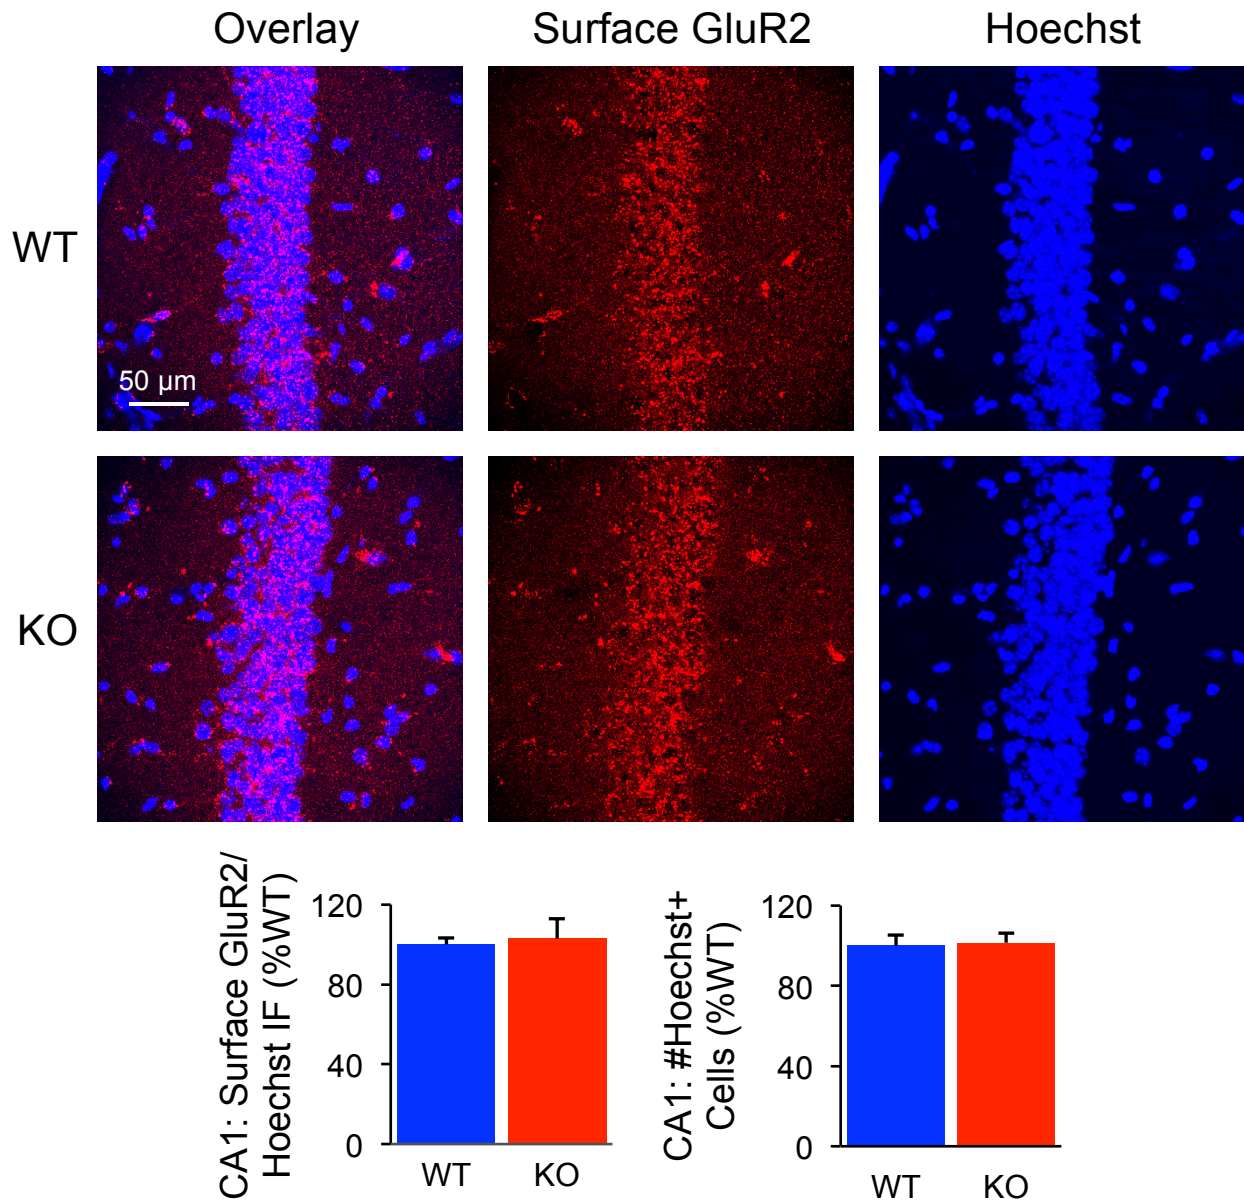 Overlay
Surface GluR2
Hoechst
WT
50 µm
KO
CA1: Surface GluR2/
Hoechst IF (%WT)
120
80
40
0
WT
KO
CA1: #Hoechst+
Cells (%WT)
120
80
40
0
WT
KO